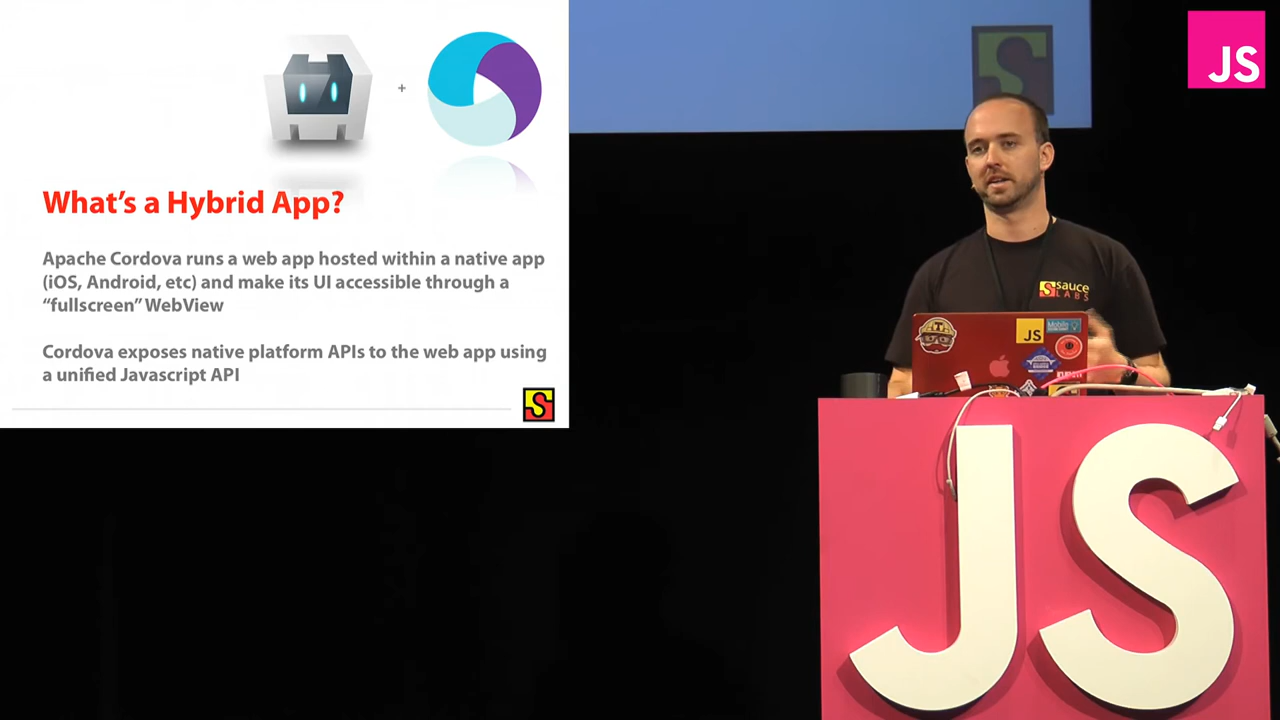 +
What's a Hybrid App?
Apache Cordova runs a web app hosted within a native app
(iOS, Android, etc) and make its UI accessible through a
“fullscreen” WebView
Cordova exposes native platform APIs to the web app using
a unified Javascript API
S
S
JS
sauce
LABS
JS
Mobile
JS